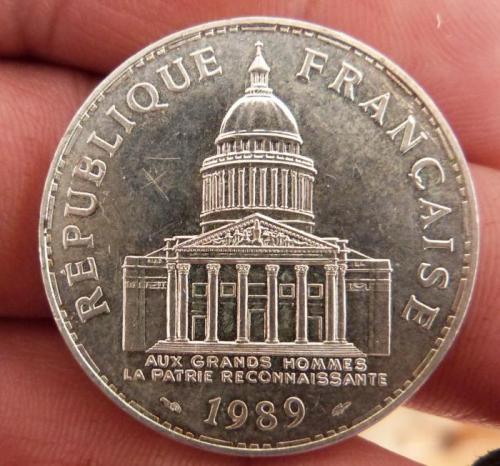 RÉPUBLIQUE FRANÇAISE
AUX GRANDS HOMMES
LA PATRIE RECONNAISSANTE
1989